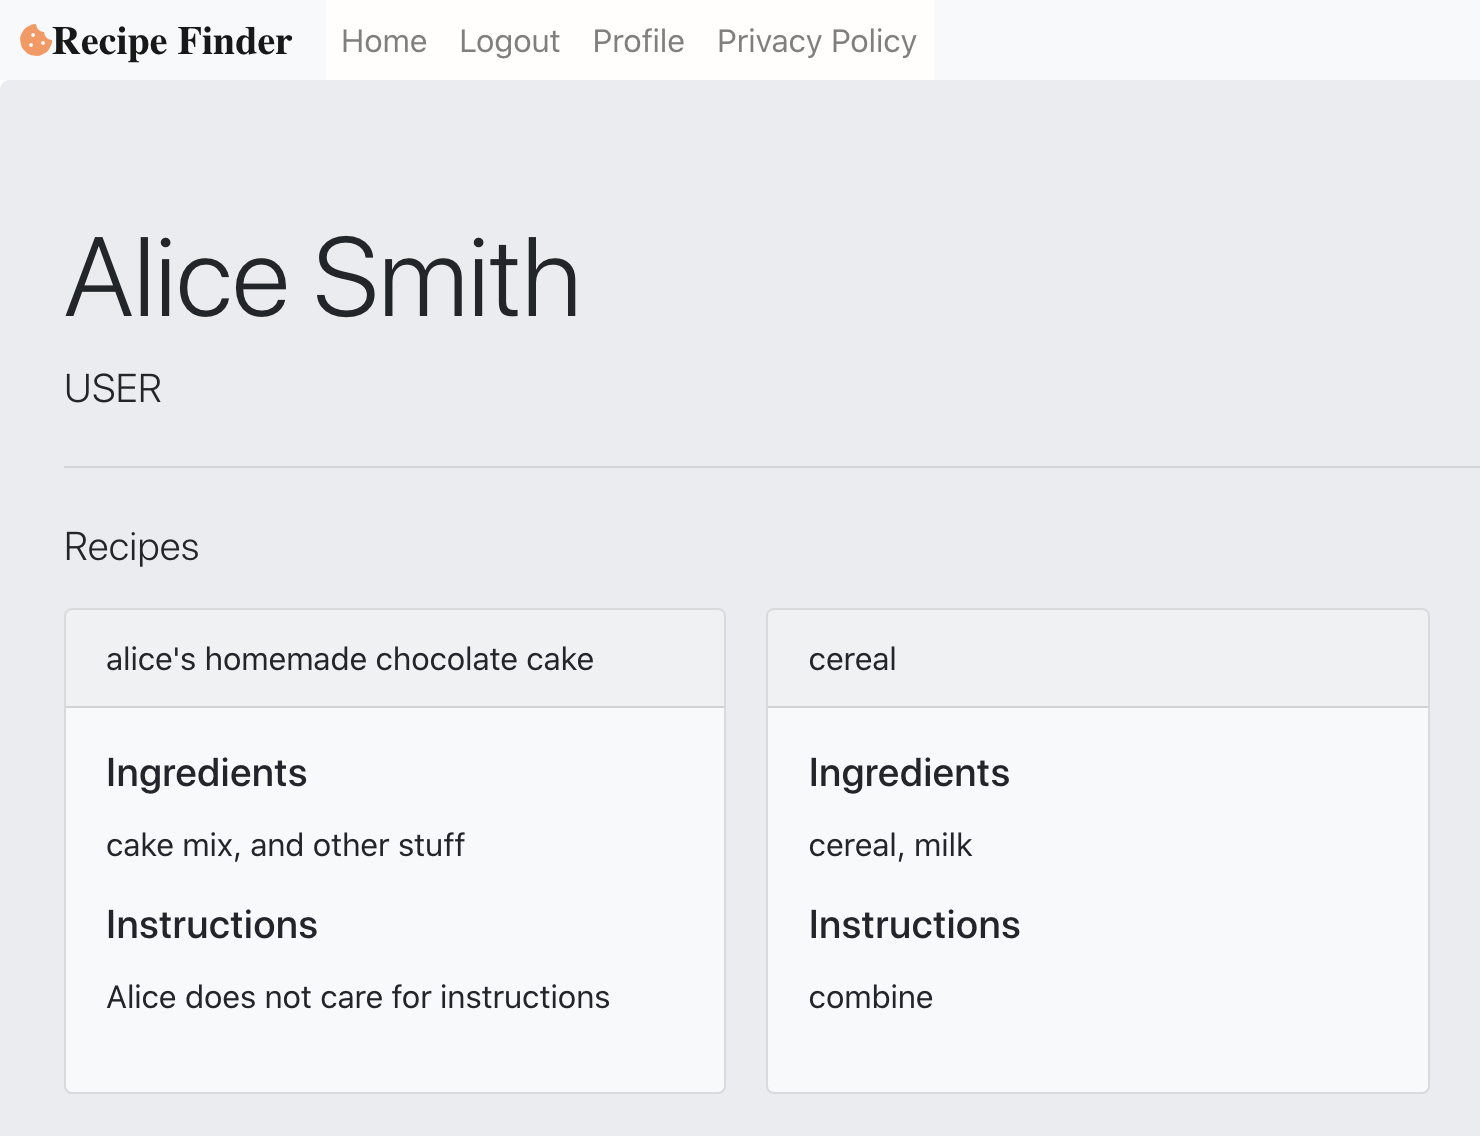 Recipe Finder Home Logout Profile Privacy Policy
Alice Smith
USER
Recipes
alice's homemade chocolate cake
Ingredients
cake mix, and other stuff
Instructions
Alice does not care for instructions
cereal
Ingredients
cereal, milk
Instructions
combine